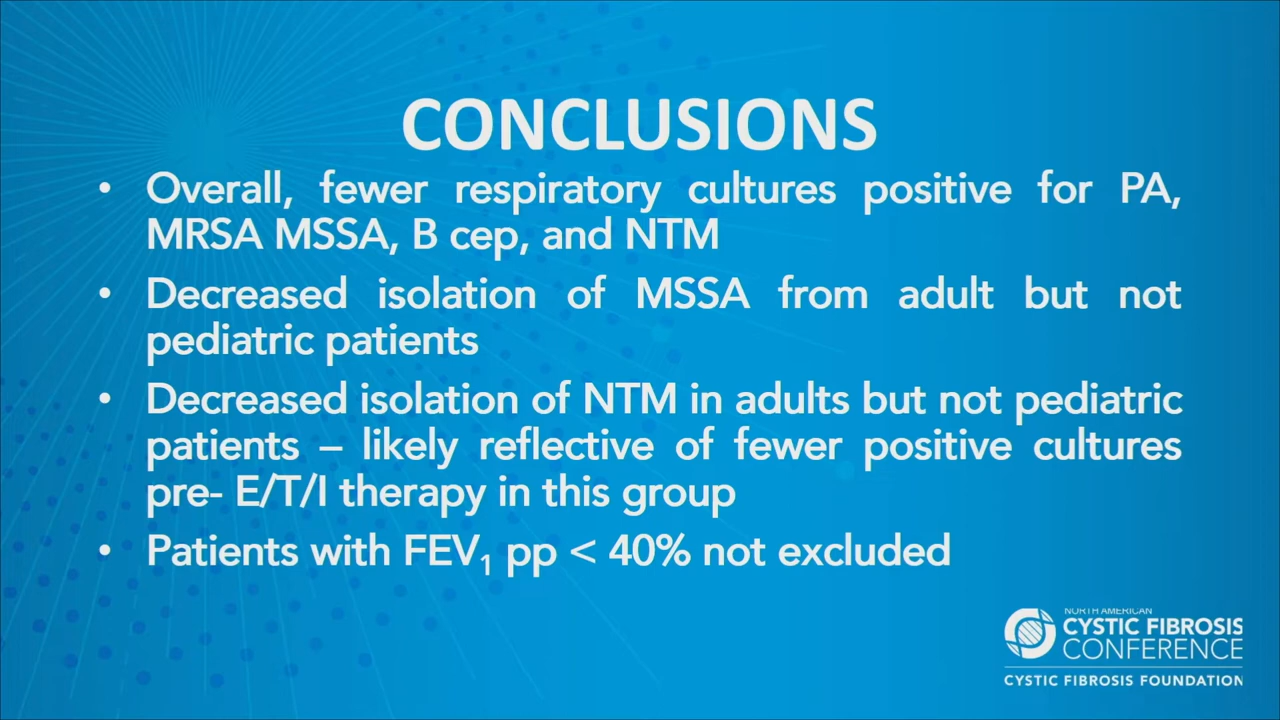 CONCLUSIONS
• Overall, fewer respiratory cultures positive for PA,
MRSA MSSA, B cep, and NTM
• Decreased isolation of MSSA from adult but not
pediatric patients
• Decreased isolation of NTM in adults but not pediatric
patients – likely reflective of fewer positive cultures
pre- E/T/I therapy in this group
• Patients with FEV₁ pp < 40% not excluded
NORTH AMERICAN
CYSTIC FIBROSIS
CONFERENCE
CYSTIC FIBROSIS FOUNDATION